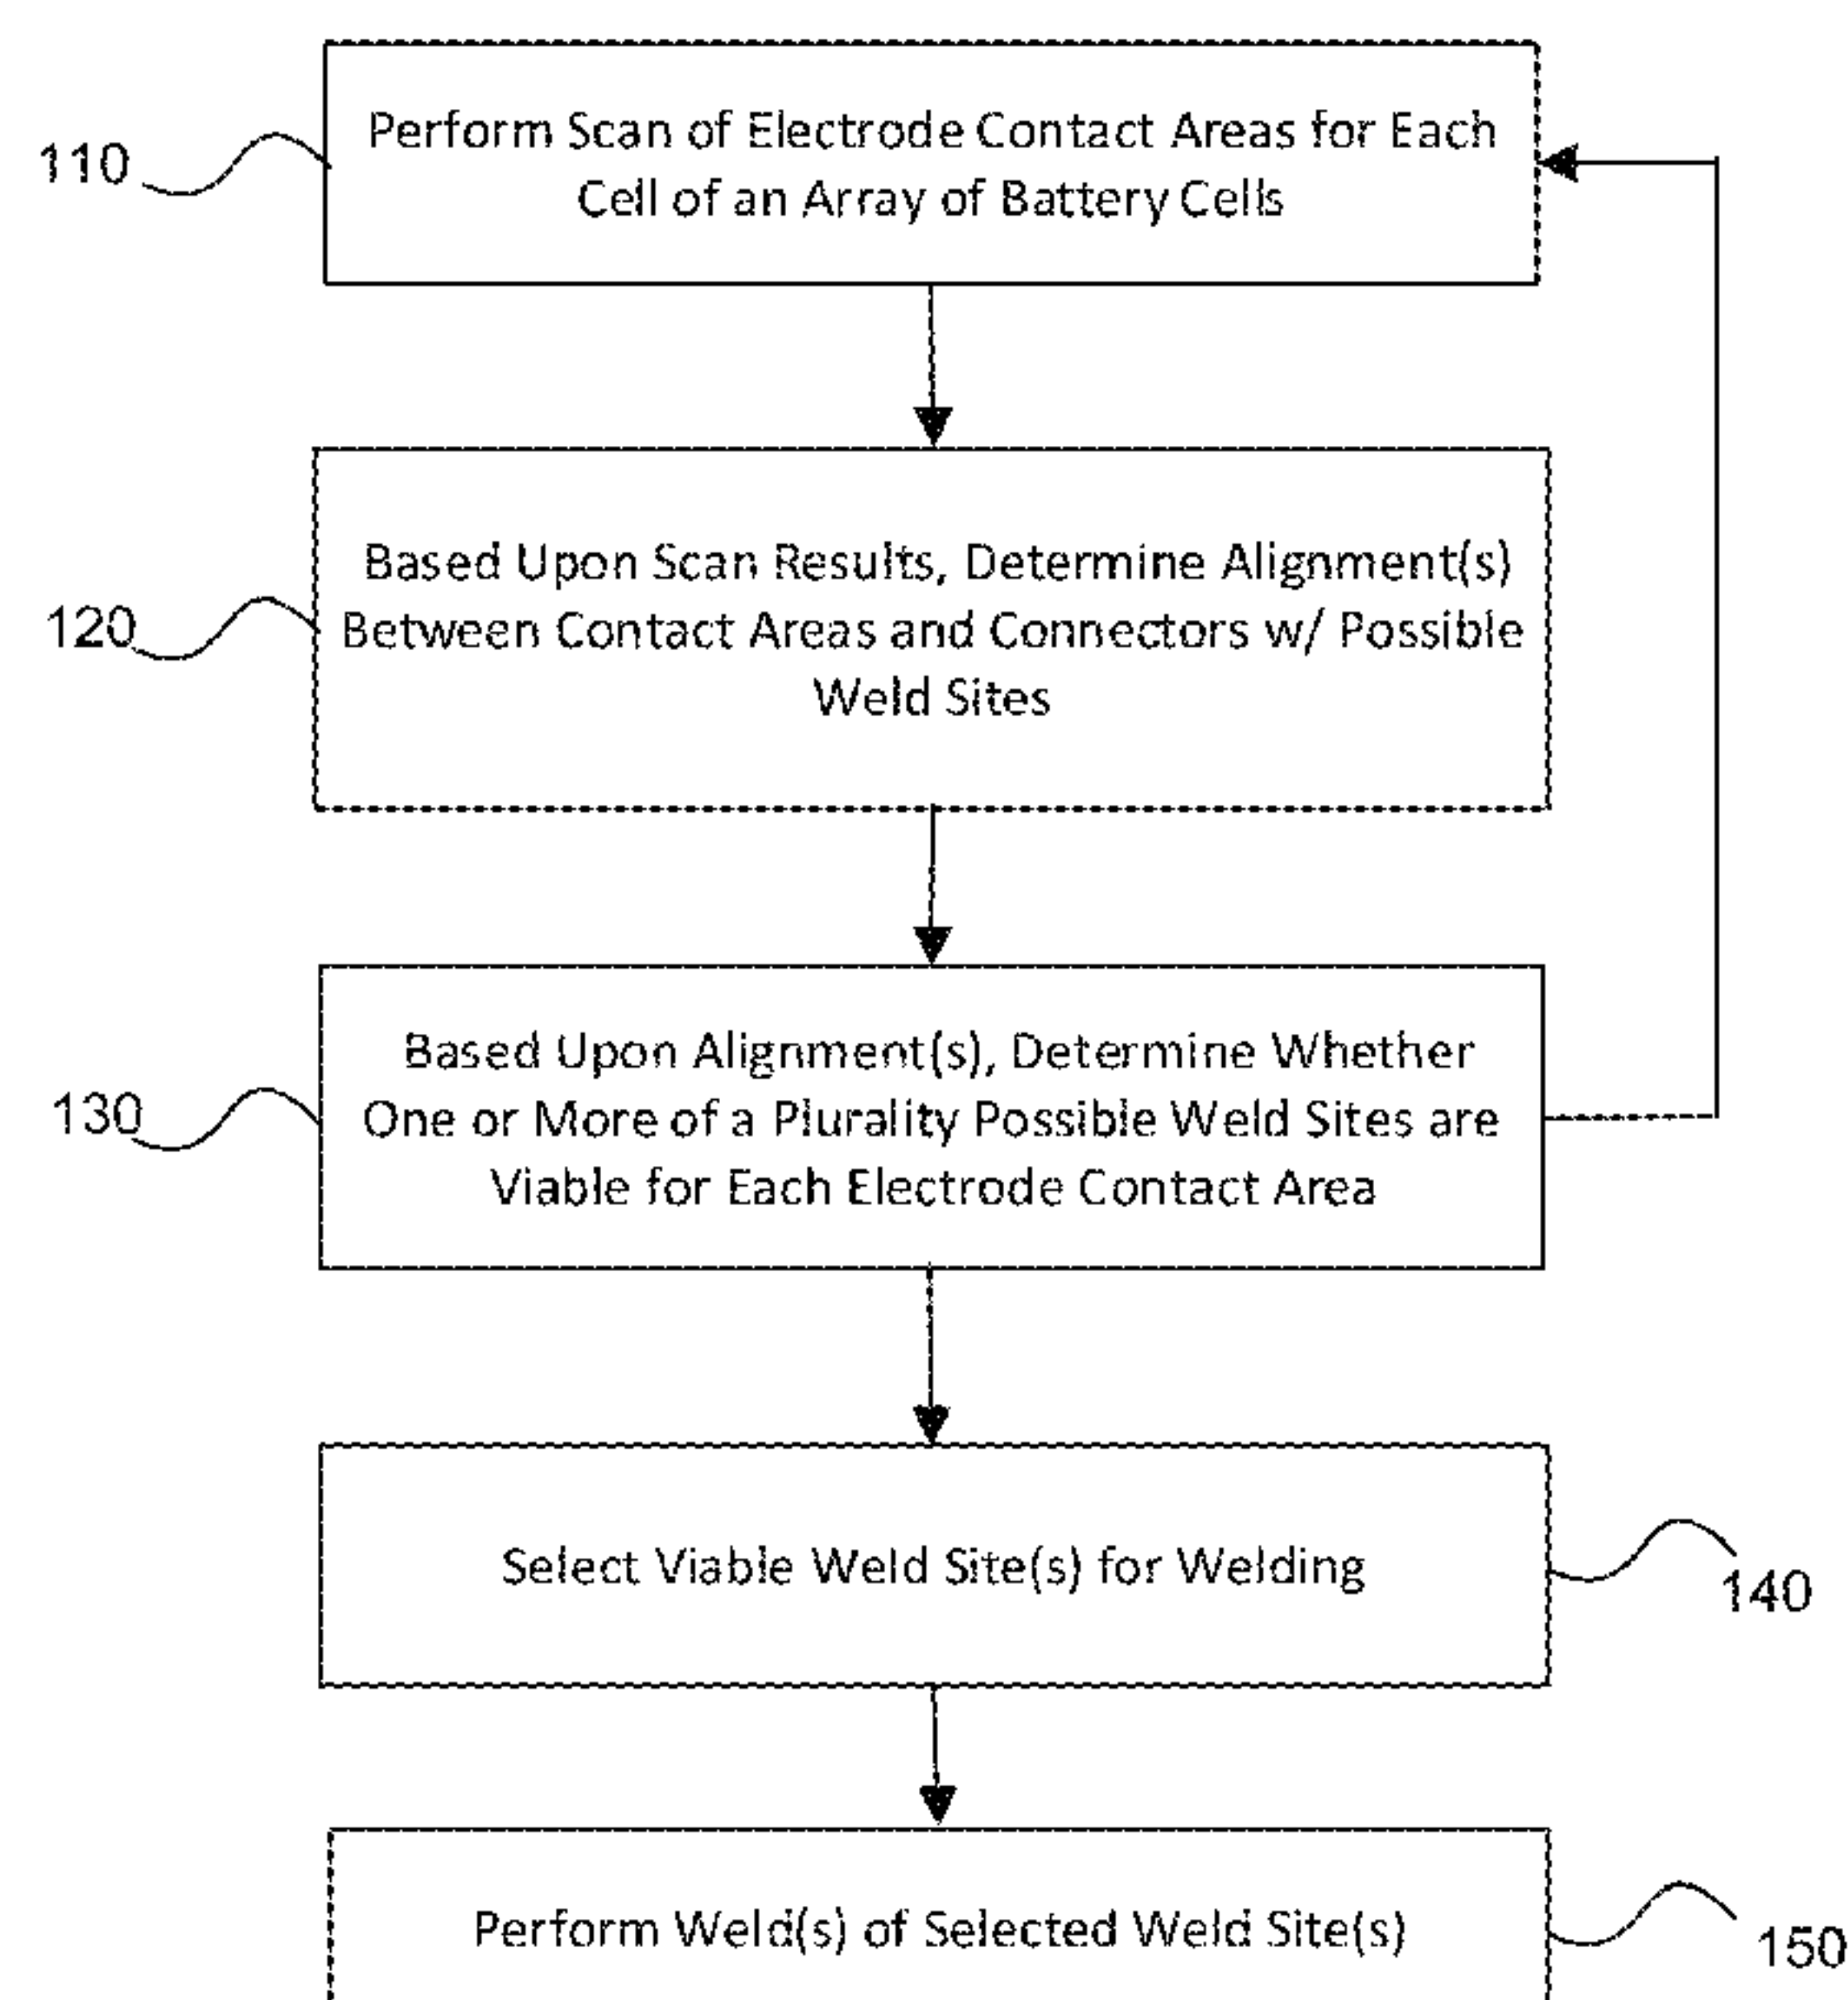 110
Perform Scan of Electrode Contact Areas for Each
Cell of an Array of Battery Cells
120
Based Upon Scan Results, Determine Alignment(s)
Between Contact Areas and Connectors w/ Possible
Weld Sites
130
Based Upon Alignment(s), Determine Whether
One or More of a Plurality Possible Weld Sites are
Viable for Each Electrode Contact Area
Select Viable Weld Site(s) for Welding
140
Perform Weld(s) of Selected Weld Site(s)
150